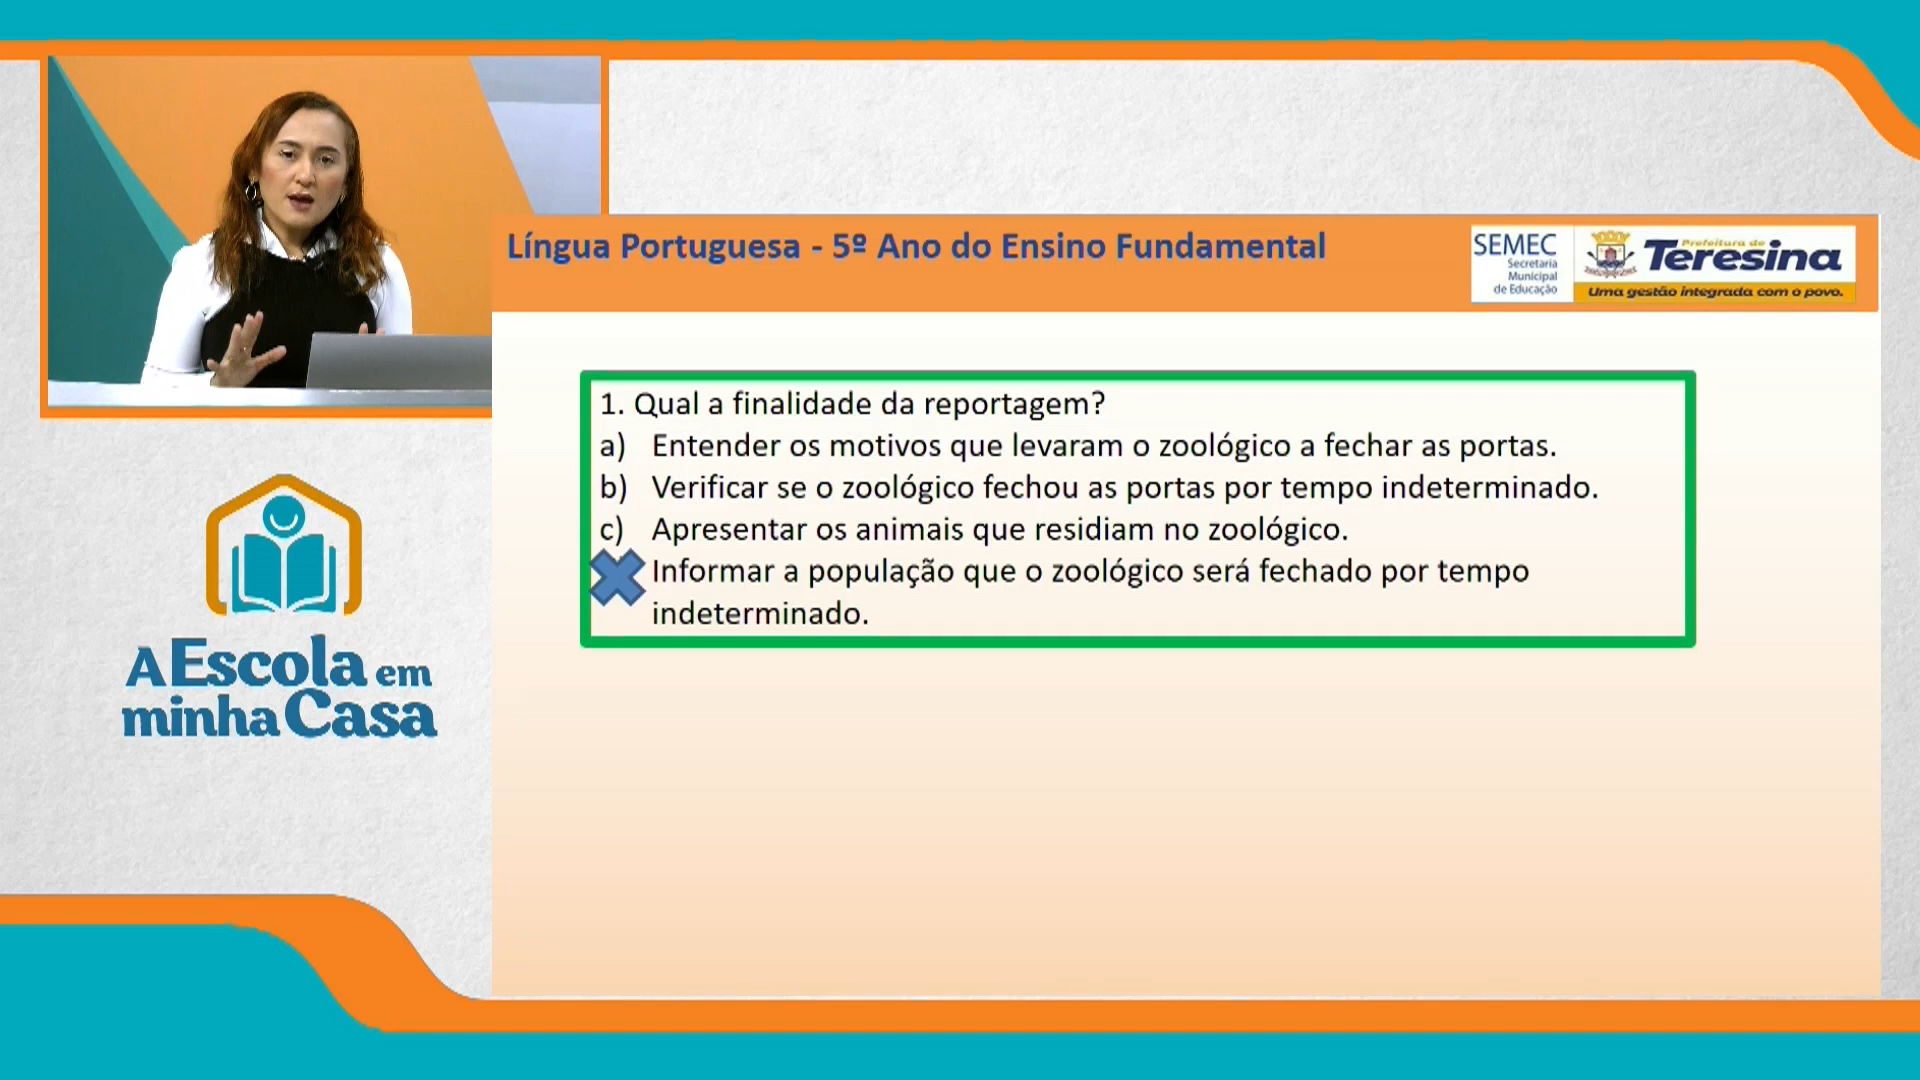 Língua Portuguesa - 5º Ano do Ensino Fundamental
SEMEC
Secretaria
Municipal
de Educação
Prefeitura de
Teresina
Uma gestão integrada com o povo.
1. Qual a finalidade da reportagem?
a) Entender os motivos que levaram o zoológico a fechar as portas.
b) Verificar se o zoológico fechou as portas por tempo indeterminado.
c) Apresentar os animais que residiam no zoológico.
Informar a população que o zoológico será fechado por tempo
indeterminado.
A Escola em
minha Casa